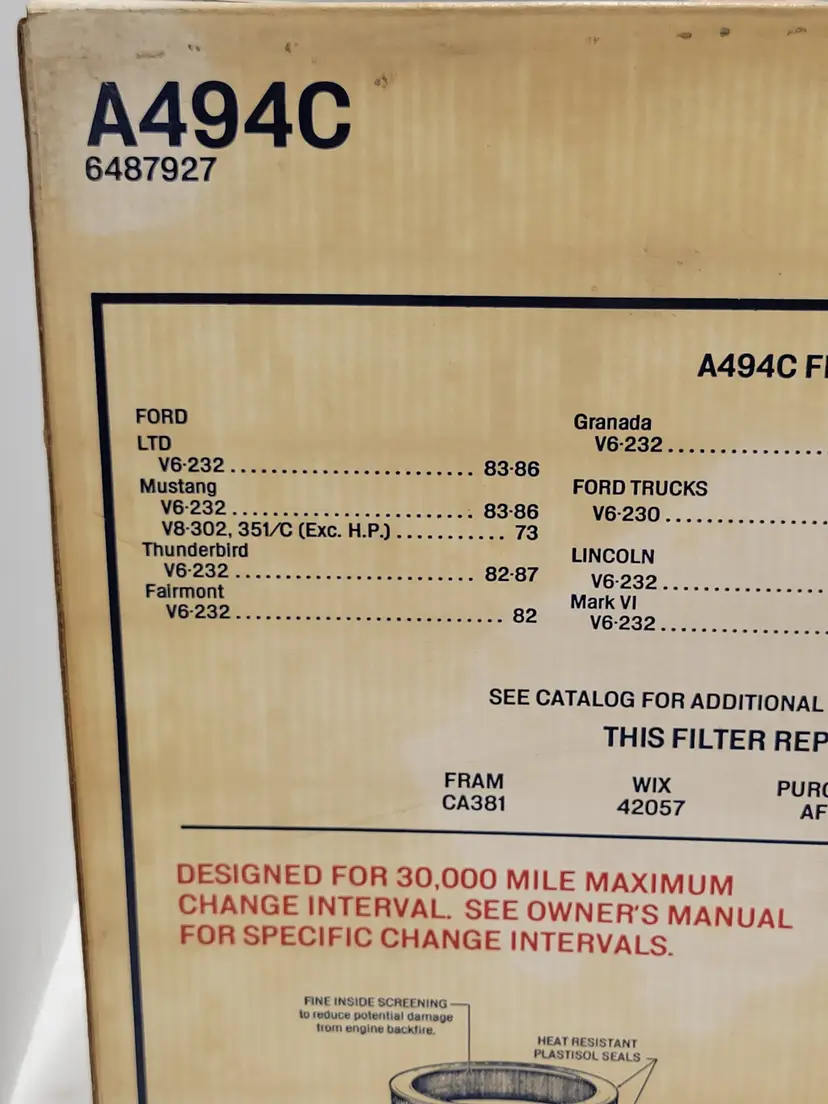 A494C
6487927
A494C
FORD
LTD
V6-232 ........................ 83-86
Mustang
V6-232 ........................ 83-86
V8-302, 351/C (Exc. H.P.) ........... 73
Thunderbird
V6-232 ........................ 82-87
Fairmont
V6-232 ........................... 82
Granada
V6-232 ................
FORD TRUCKS
V6-230 ................
LINCOLN
V6-232 ................
Mark VI
V6-232 ................
SEE CATALOG FOR ADDITIONAL
THIS FILTER
FRAM
CA381
WIX
42057
AF
DESIGNED FOR 30,000 MILE MAXIMUM
CHANGE INTERVAL. SEE OWNER'S MANUAL
FOR SPECIFIC CHANGE INTERVALS.
FINE INSIDE SCREENING
to reduce potential damage
from engine backfire.
HEAT RESISTANT
PLASTISOL SEALS